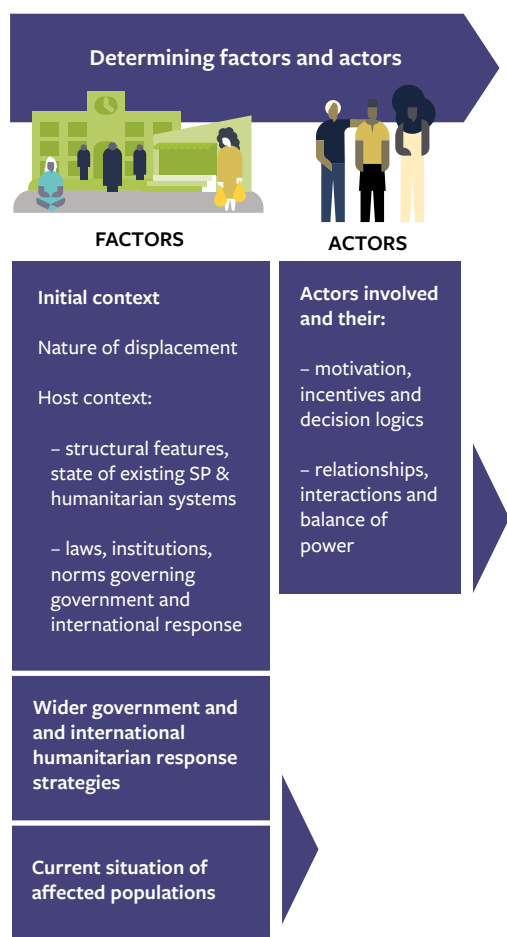 Determining factors and actors
FACTORS
Initial context
Nature of displacement
Host context:
– structural features,
state of existing SP &
humanitarian systems
– laws, institutions,
norms governing
government and
international response
Wider government and
and international
humanitarian response
strategies
Current situation of
affected populations
ACTORS
Actors involved
and their:
– motivation,
incentives and
decision logics
– relationships,
interactions and
balance of
power